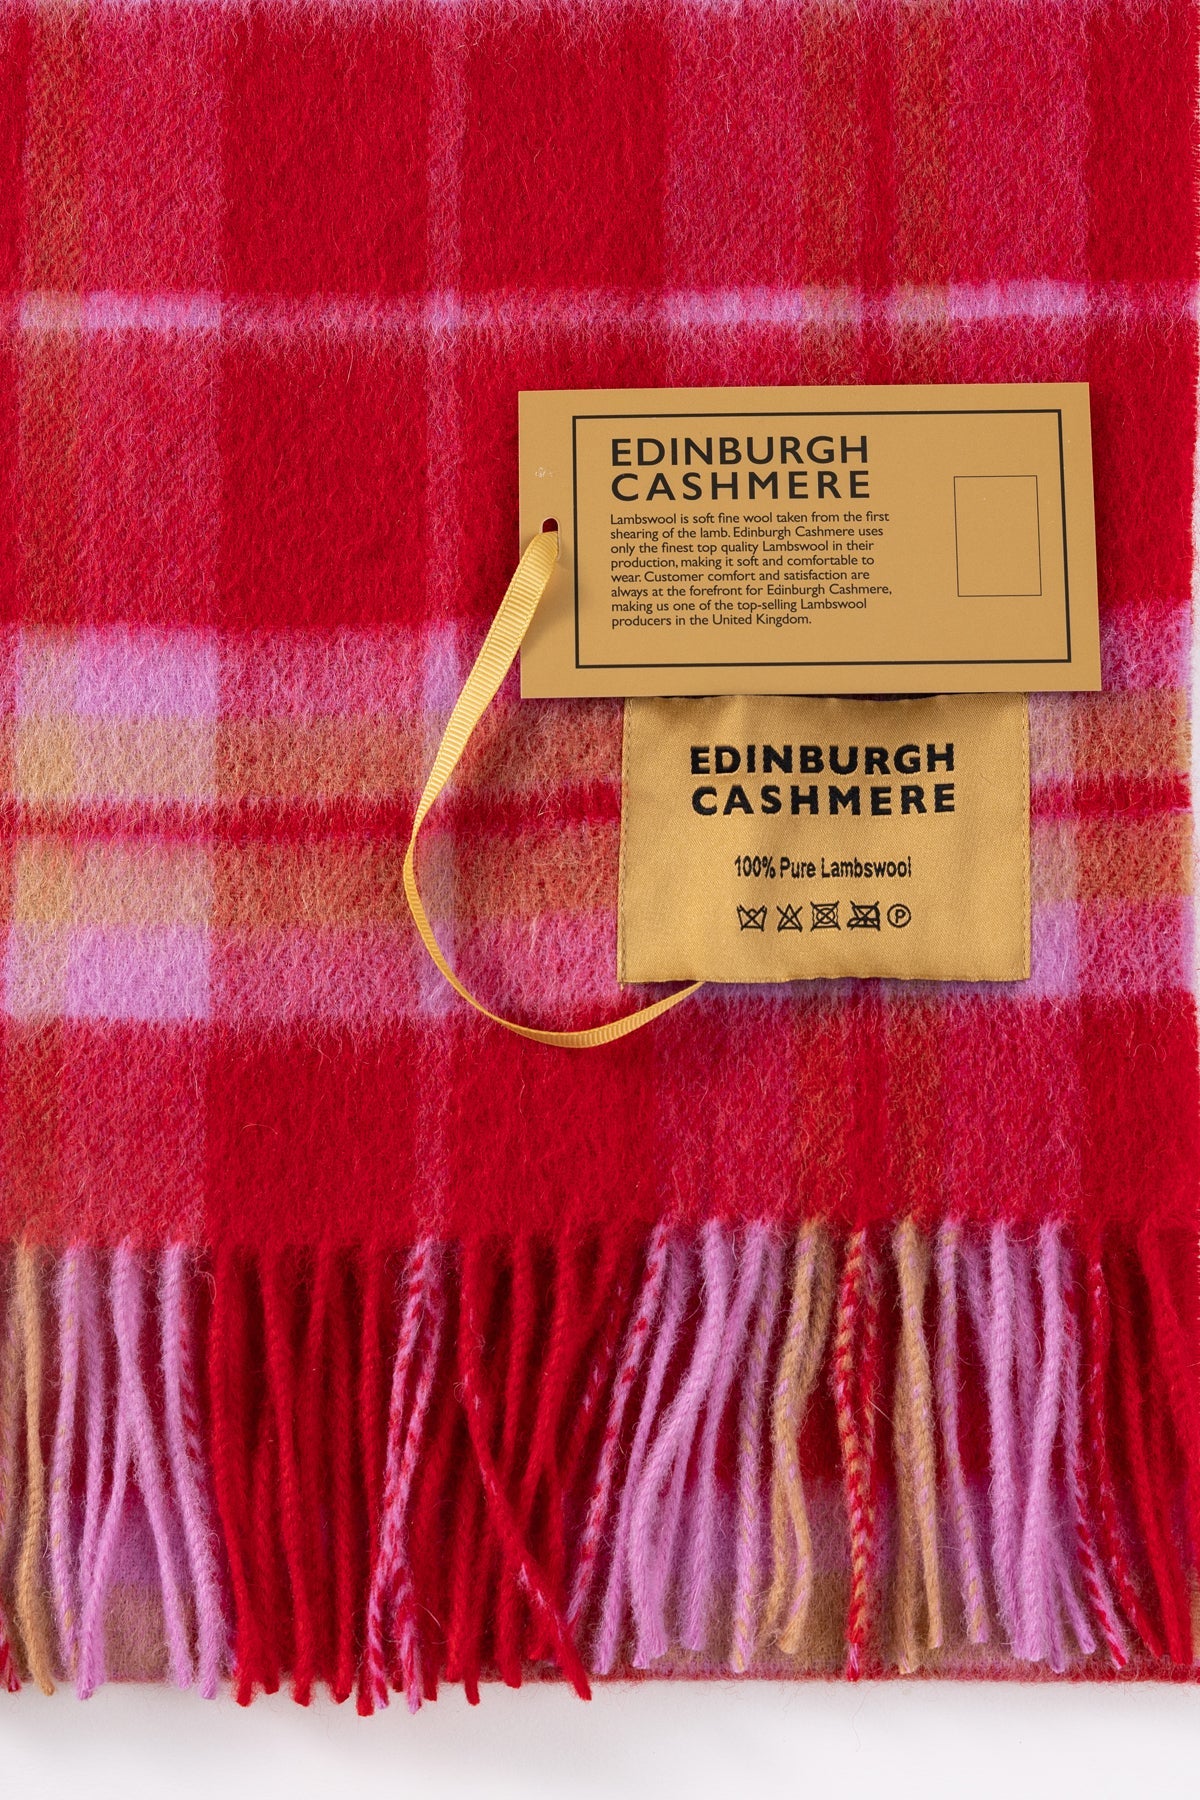 EDINBURGH
CASHMERE
Lambswool is soft fine wool taken from the first
shearing of the lamb. Edinburgh Cashmere uses
only the finest top quality Lambswool in their
production, making it soft and comfortable to
wear. Customer comfort and satisfaction are
always at the forefront for Edinburgh Cashmere,
making us one of the top-selling Lambswool
producers in the United Kingdom.
EDINBURGH
CASHMERE
100% Pure Lambswool
P